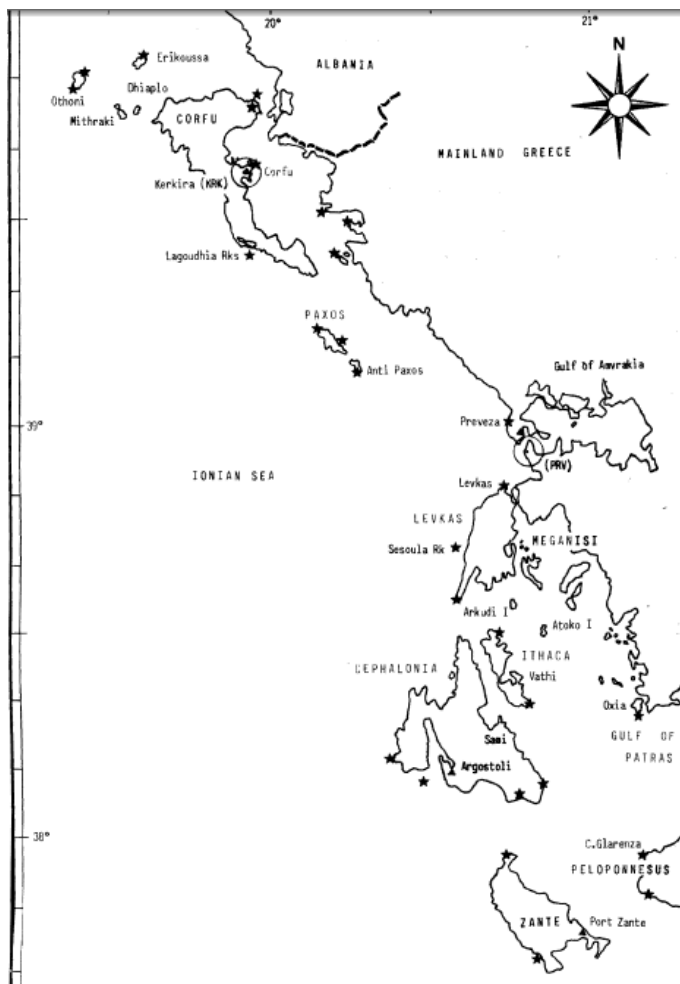 20°
21°
Erikoussa
N
ALBANIA
Othoni
Dhiaplo
Mithraki
CORFU
MAINLAND GREECE
Kerkira (KRK)
Corfu
Lagoudhia Rks
PAXOS
Anti Paxos
Gulf of Amvrakia
Preveza
39°
(PRV)
IONIAN SEA
Levkas
LEVKAS
MEGANISI
Sesoula Rk
Arkudi I
Atoko I
ITHACA
CEPHALONIA
Vathi
Oxia
Sami
GULF OF
PATRAS
Argostoli
38°
C.Glarenza
PELOPONNESUS
ZANTE
Port Zante